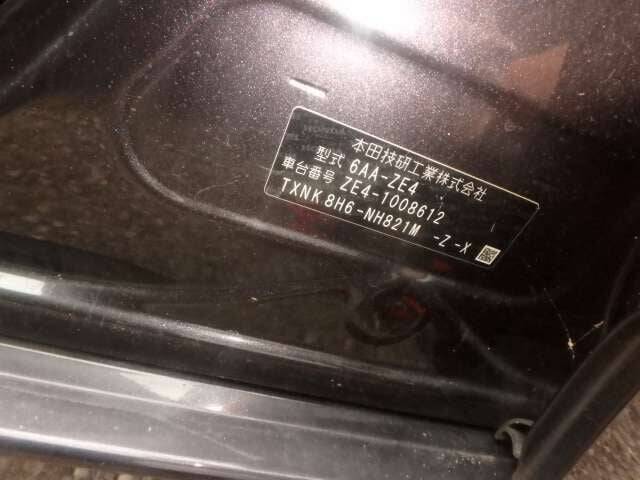 本田技研工業株式会社
型式 6AA-ZE4
車台番号 ZE4-1008612
TXNK 8H6-NH821M -Z-X